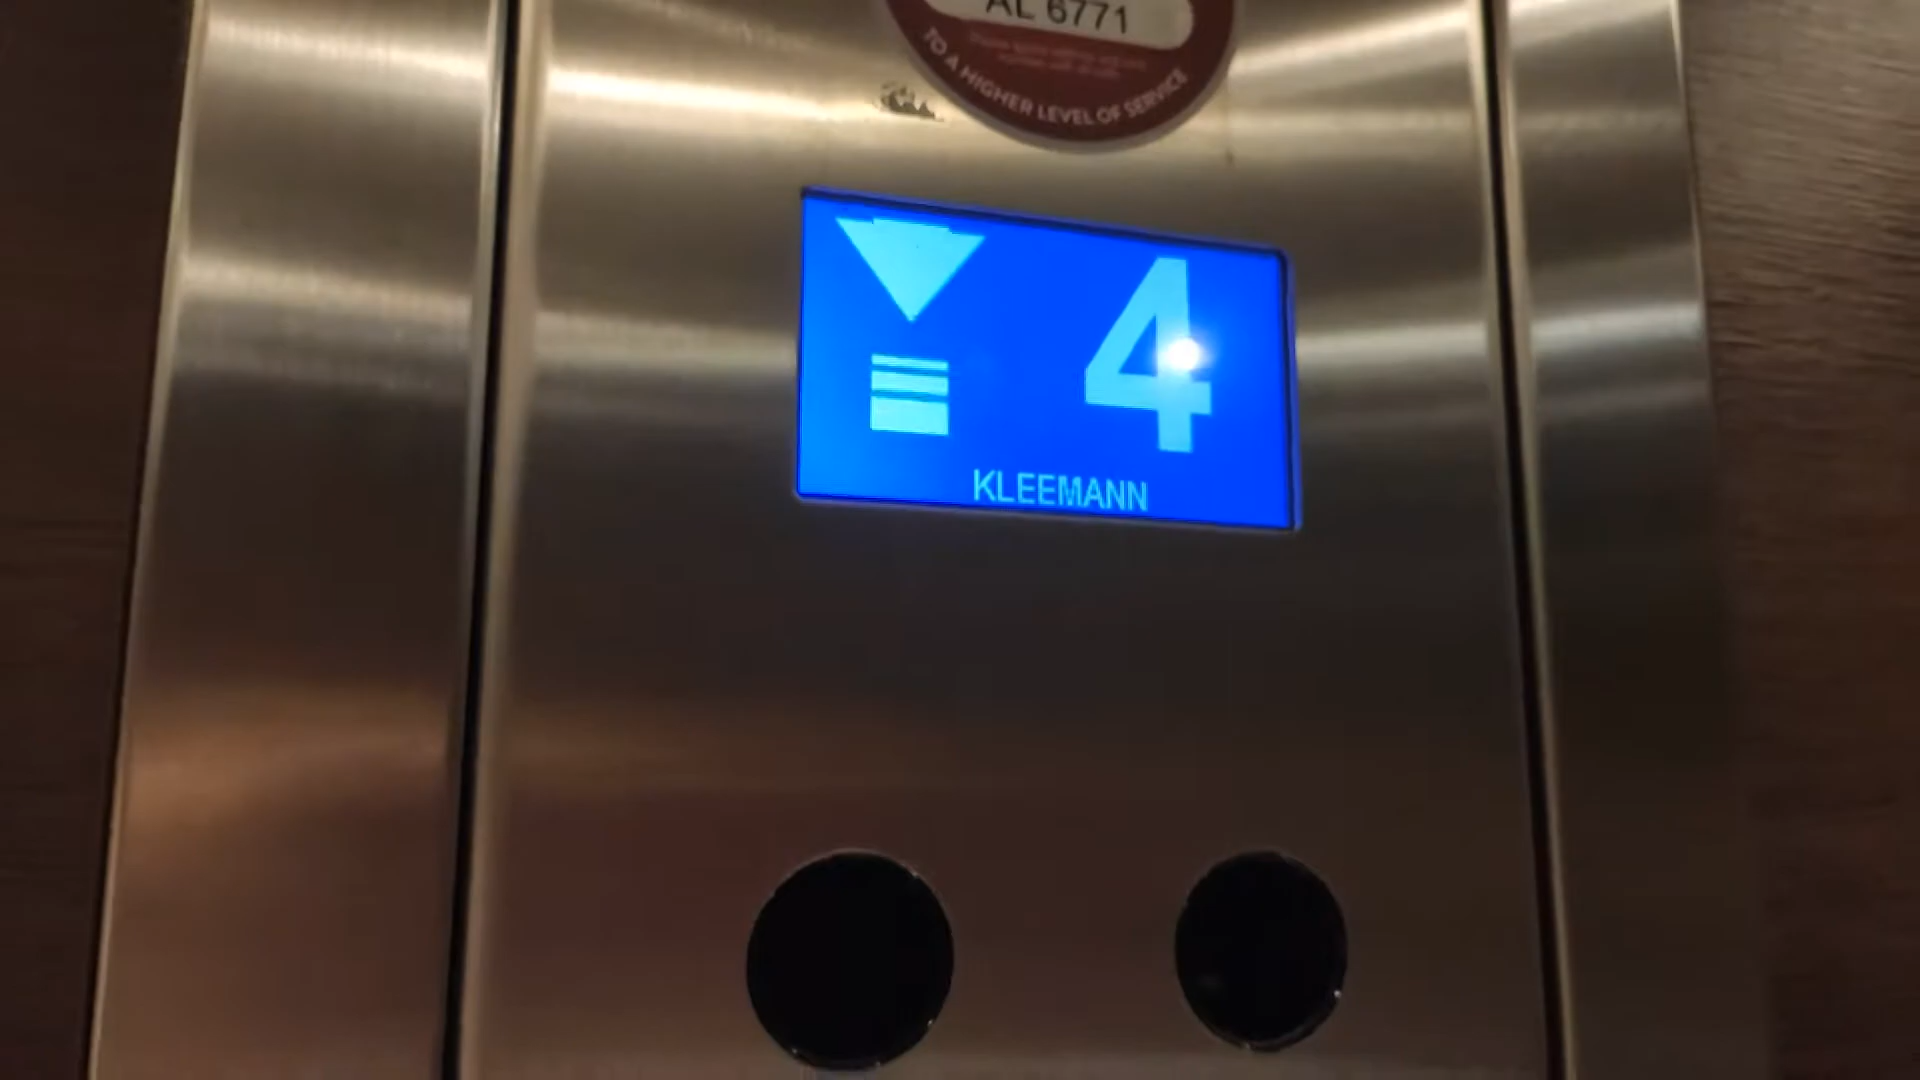 AL 6771
TO A HIGHER LEVEL OF SERVICE
4
KLEEMANN